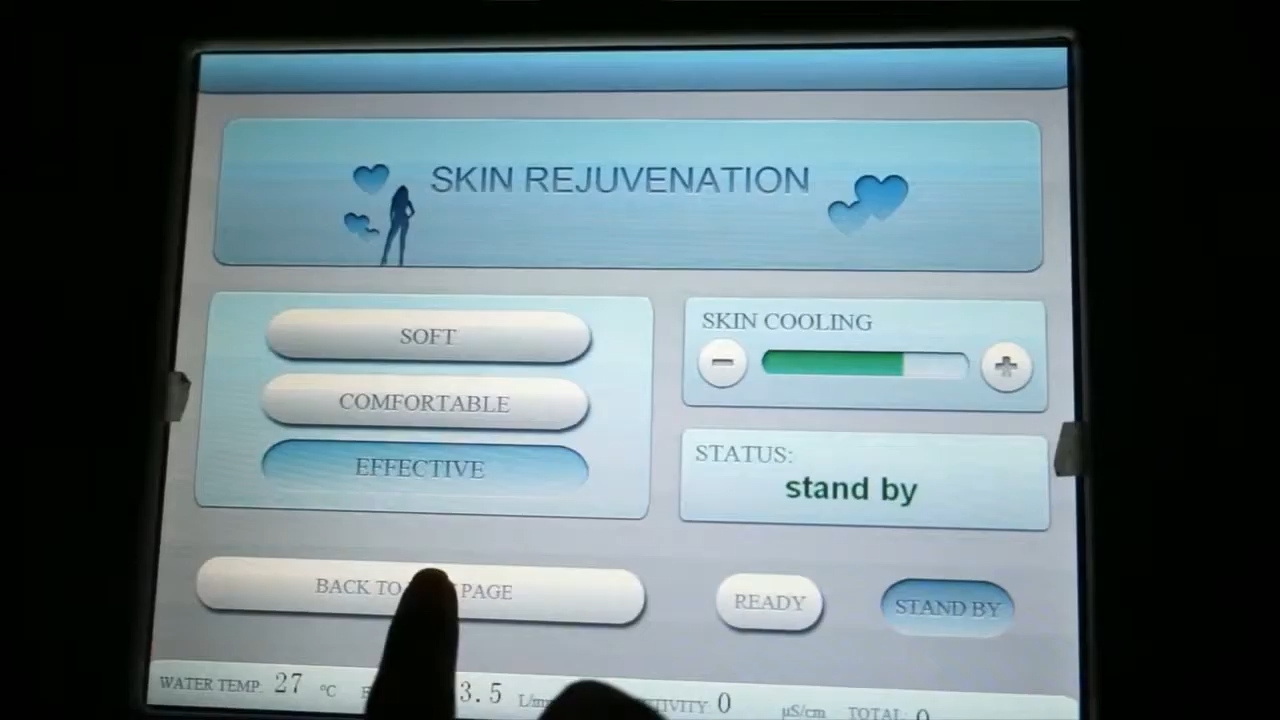 SKIN REJUVENATION
SOFT
COMFORTABLE
EFFECTIVE
SKIN COOLING
STATUS:
stand by
BACK TO PAGE
READY
STAND BY
WATER TEMP: 27 °C 3.5 0 µS/cm TOTAL: 0